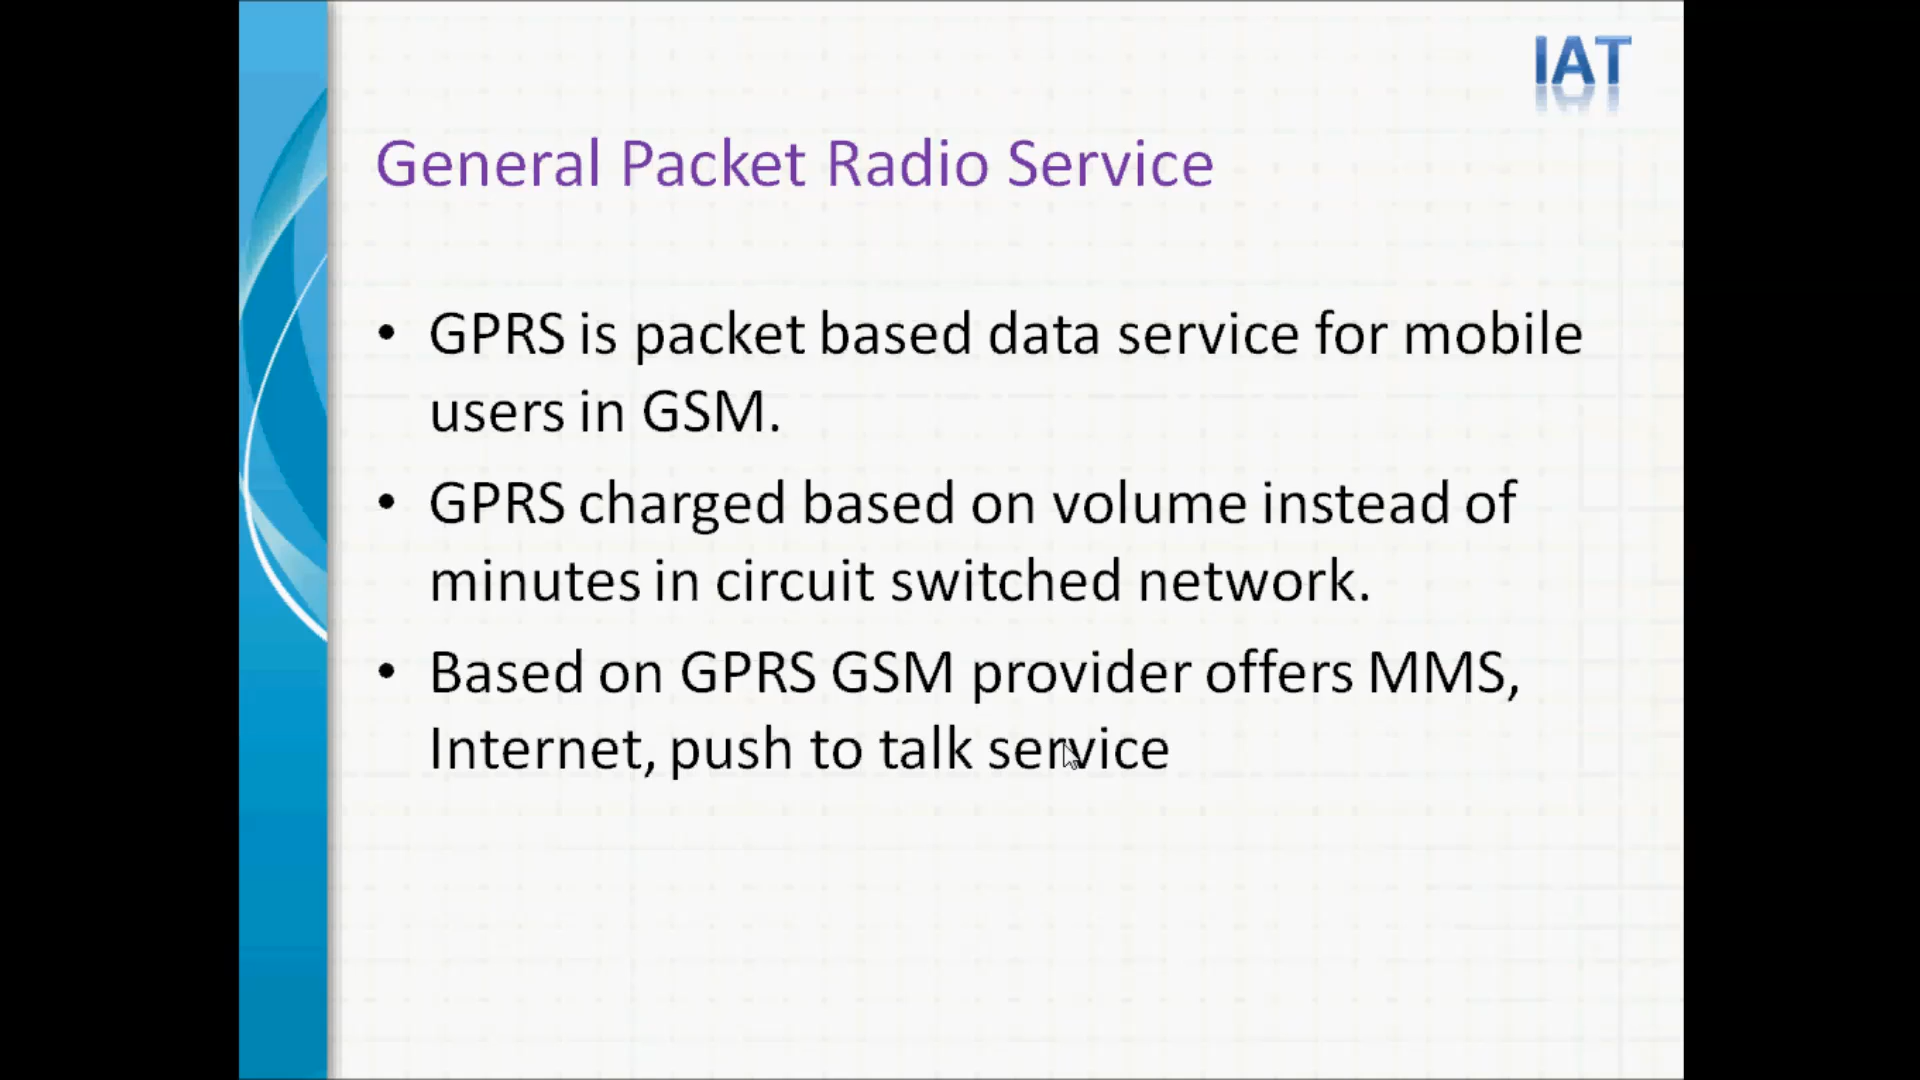 IAT
General Packet Radio Service
• GPRS is packet based data service for mobile
users in GSM.
• GPRS charged based on volume instead of
minutes in circuit switched network.
• Based on GPRS GSM provider offers MMS,
Internet, push to talk service